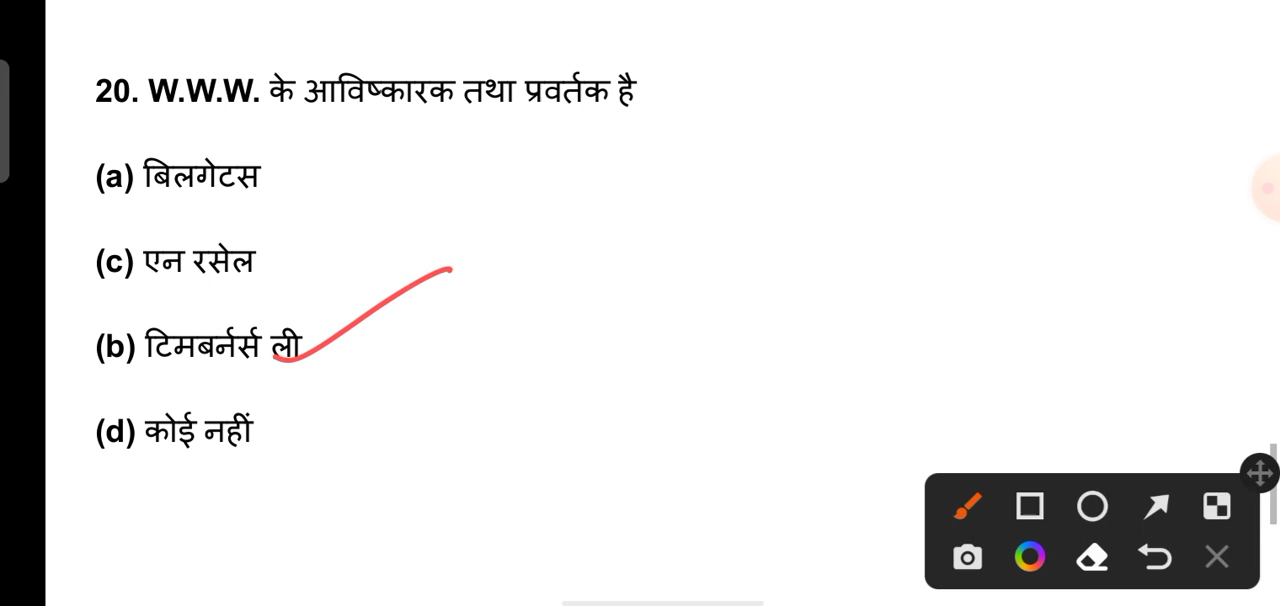 20. W.W.W. के आविष्कारक तथा प्रवर्तक है
(a) बिलगेटस
(c) एन रसेल
(b) टिमबर्नर्स ली
(d) कोई नहीं